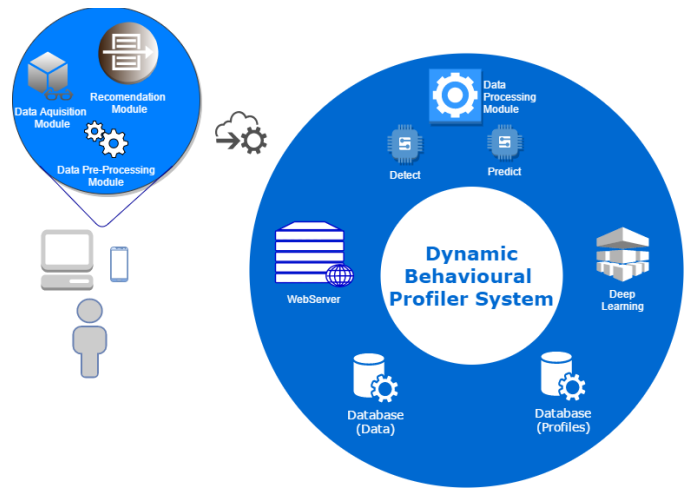 Recomendation
Module
Data Aquisition
Module
Data Pre-Processing
Module
Data
Processing
Module
Detect
Predict
WebServer
Dynamic
Behavioural
Profiler System
Deep
Learning
Database
(Data)
Database
(Profiles)